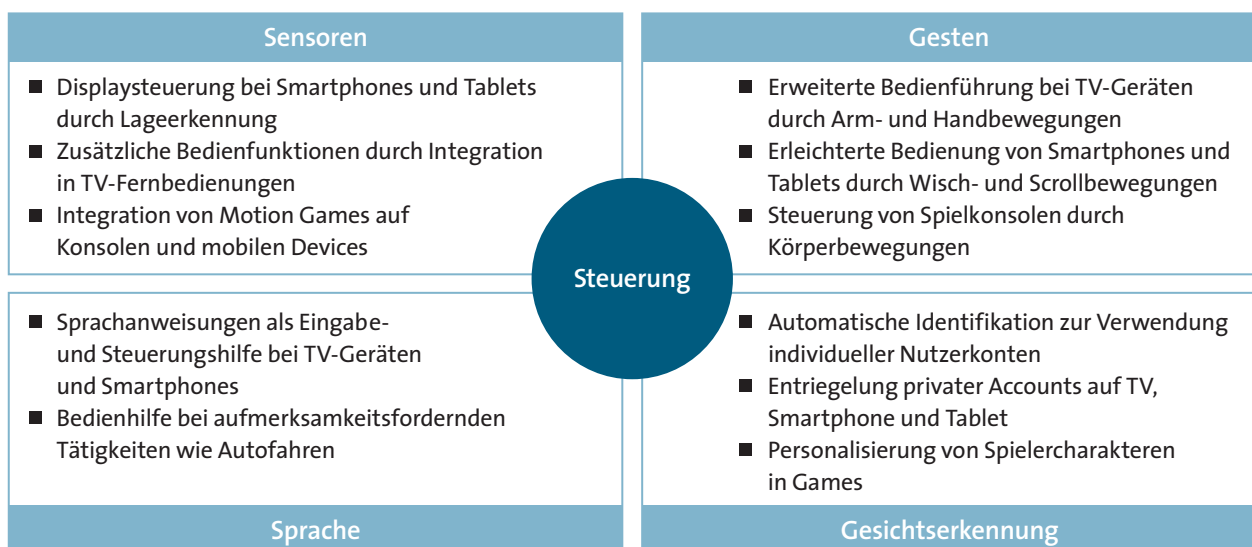 Sensoren
■ Displaysteuerung bei Smartphones und Tablets
durch Lageerkennung
■ Zusätzliche Bedienfunktionen durch Integration
in TV-Fernbedienungen
■ Integration von Motion Games auf
Konsolen und mobilen Devices
Gesten
■ Erweiterte Bedienführung bei TV-Geräten
durch Arm- und Handbewegungen
■ Erleichterte Bedienung von Smartphones und
Tablets durch Wisch- und Scrollbewegungen
■ Steuerung von Spielkonsolen durch
Körperbewegungen
Steuerung
■ Sprachanweisungen als Eingabe-
und Steuerungshilfe bei TV-Geräten
und Smartphones
■ Bedienhilfe bei aufmerksamkeitsfordernden
Tätigkeiten wie Autofahren
Sprache
■ Automatische Identifikation zur Verwendung
individueller Nutzerkonten
■ Entriegelung privater Accounts auf TV,
Smartphone und Tablet
■ Personalisierung von Spielercharakteren
in Games
Gesichtserkennung